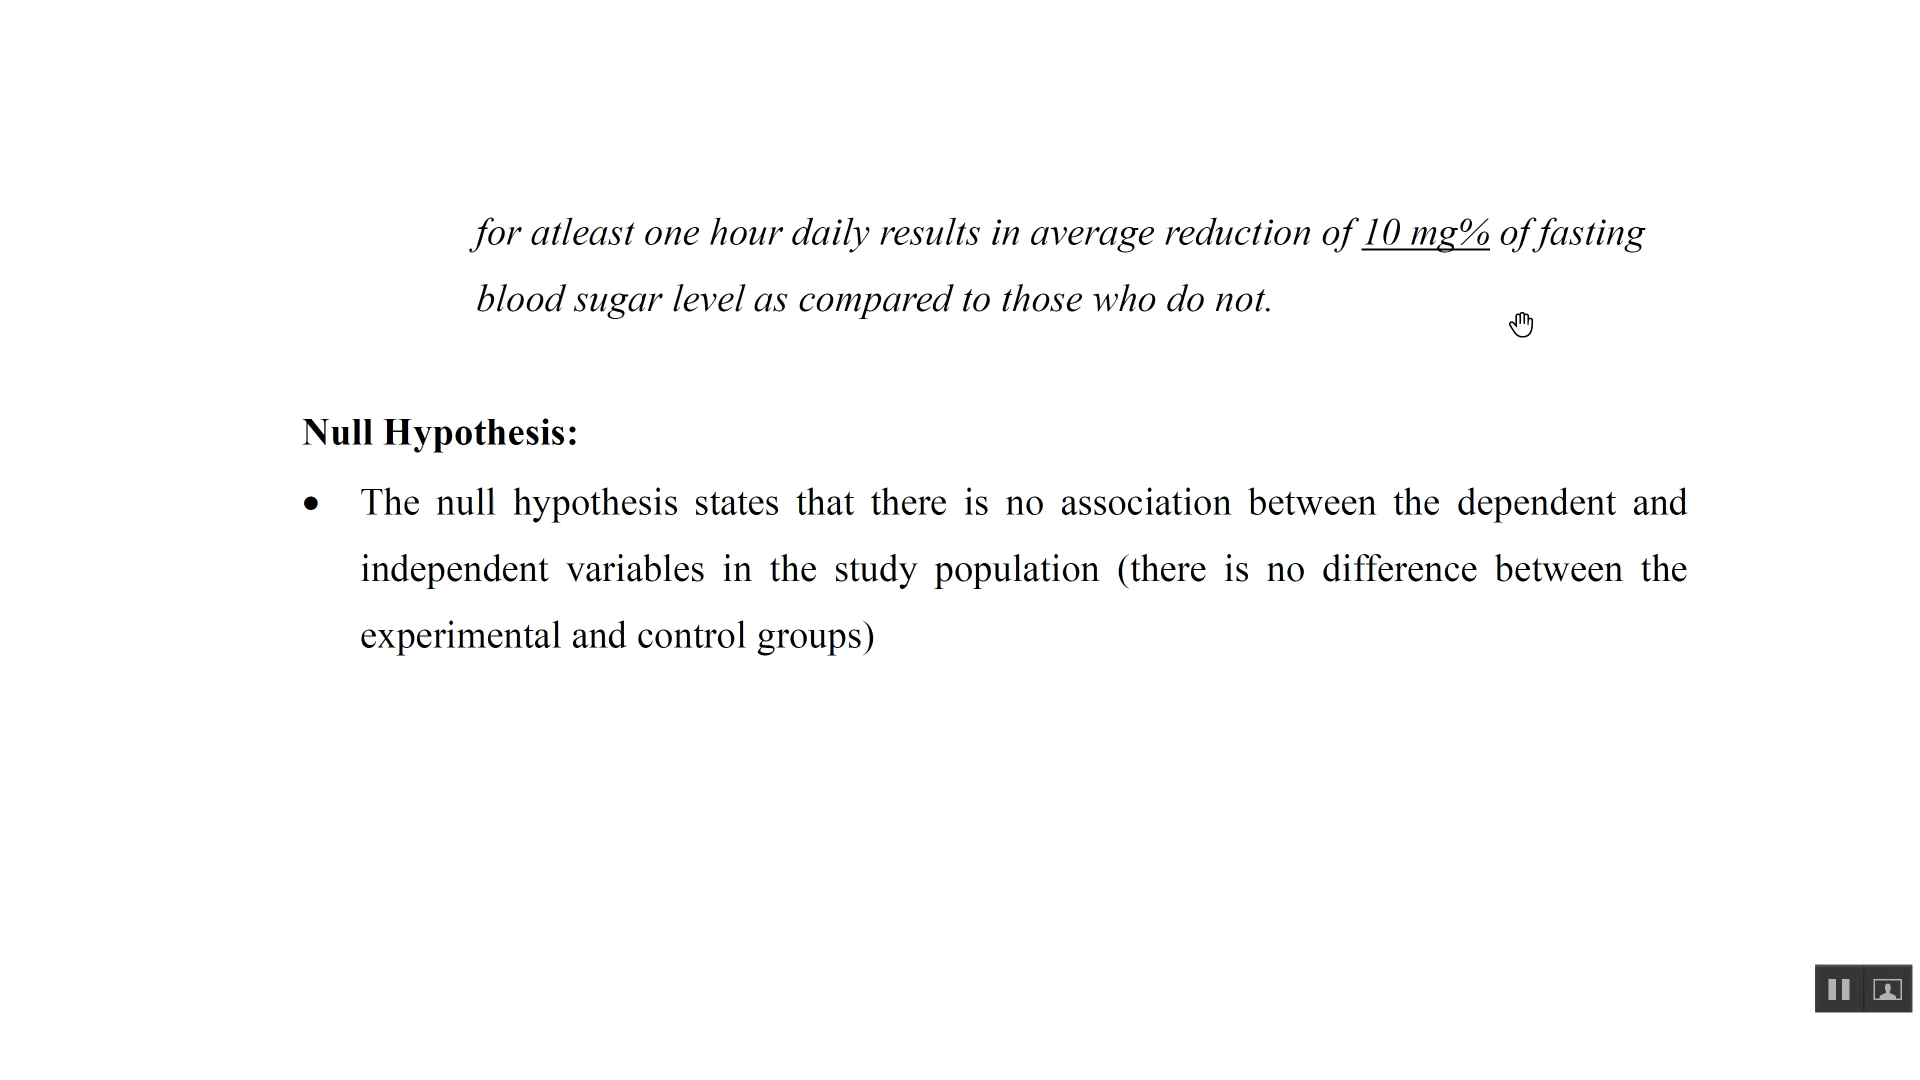 for atleast one hour daily results in average reduction of 10 mg% of fasting
blood sugar level as compared to those who do not.
Null Hypothesis:
• The null hypothesis states that there is no association between the dependent and
independent variables in the study population (there is no difference between the
experimental and control groups)